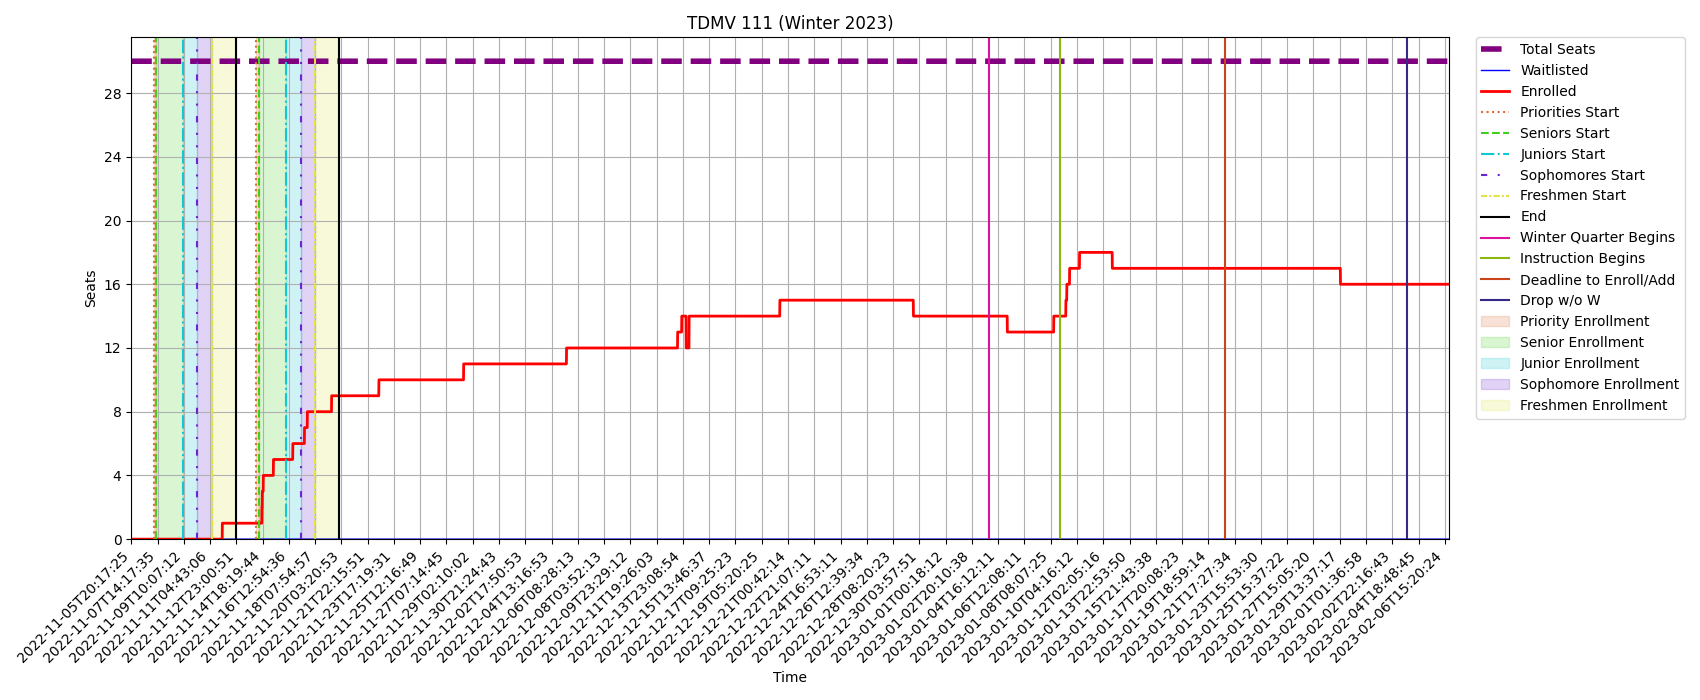 TDMV 111 (Winter 2023)
Seats
28
24
20
16
12
8
4
0
2022-11-05T20:17:25
2022-11-07T14:17:35
2022-11-09T10:07:12
2022-11-11T04:43:06
2022-11-12T23:00:51
2022-11-14T18:19:44
2022-11-16T12:54:36
2022-11-18T07:54:57
2022-11-20T03:20:53
2022-11-21T22:15:51
2022-11-23T17:19:31
2022-11-25T12:16:49
2022-11-27T07:14:45
2022-11-29T02:10:02
2022-11-30T21:24:43
2022-12-02T17:50:53
2022-12-04T13:16:53
2022-12-06T08:28:13
2022-12-08T03:52:13
2022-12-09T23:29:12
2022-12-11T19:26:03
2022-12-13T13:08:54
2022-12-15T13:46:37
2022-12-17T09:25:23
2022-12-19T05:20:25
2022-12-21T00:42:14
2022-12-22T21:07:11
2022-12-24T16:53:11
2022-12-26T12:39:34
2022-12-28T08:20:23
2022-12-30T03:57:51
2023-01-01T00:18:12
2023-01-02T20:10:38
2023-01-04T16:12:11
2023-01-06T12:08:11
2023-01-08T08:07:25
2023-01-10T04:16:12
2023-01-12T02:05:16
2023-01-13T22:53:50
2023-01-15T21:43:38
2023-01-17T20:08:23
2023-01-19T18:59:14
2023-01-21T17:27:34
2023-01-23T15:53:30
2023-01-25T15:37:22
2023-01-27T15:05:20
2023-01-29T13:37:17
2023-02-01T01:36:58
2023-02-02T22:16:43
2023-02-04T18:48:45
2023-02-06T15:20:24
Time
Total Seats
Waitlisted
Enrolled
Priorities Start
Seniors Start
Juniors Start
Sophomores Start
Freshmen Start
End
Winter Quarter Begins
Instruction Begins
Deadline to Enroll/Add
Drop w/o W
Priority Enrollment
Senior Enrollment
Junior Enrollment
Sophomore Enrollment
Freshmen Enrollment